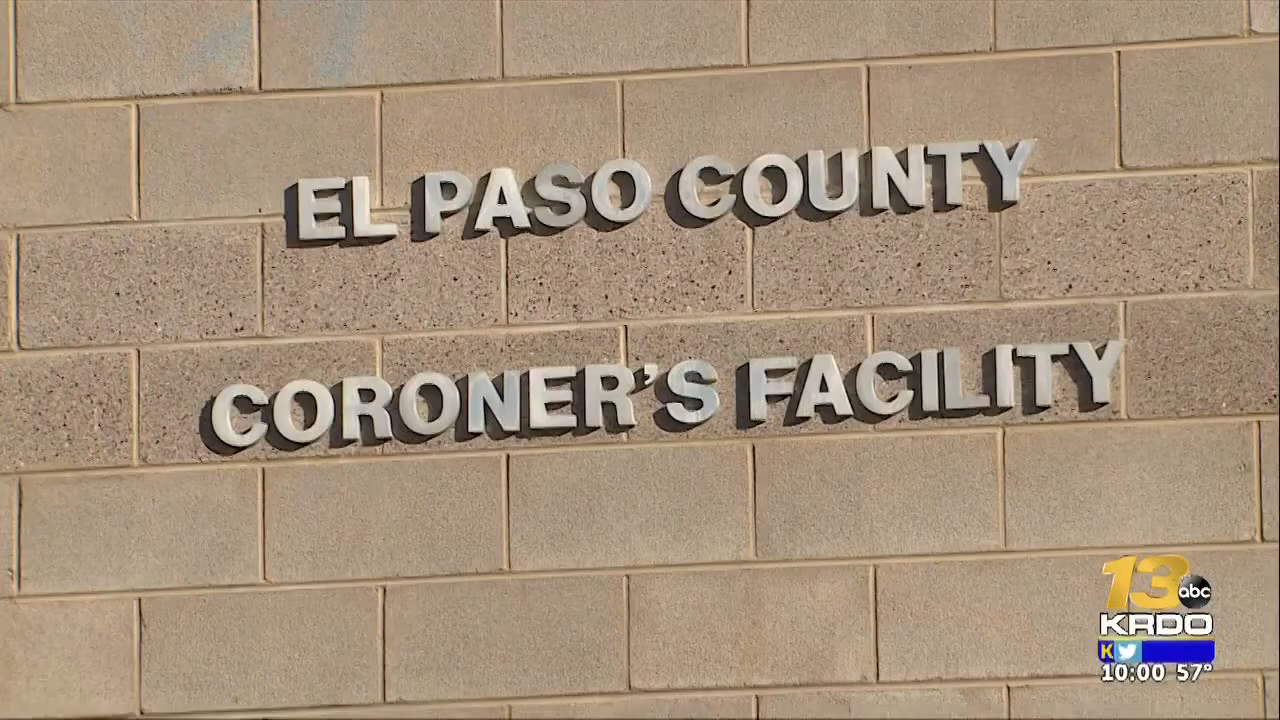 EL PASO COUNTY
CORONER'S FACILITY
13 abc
KRDO
K
10:00 57°